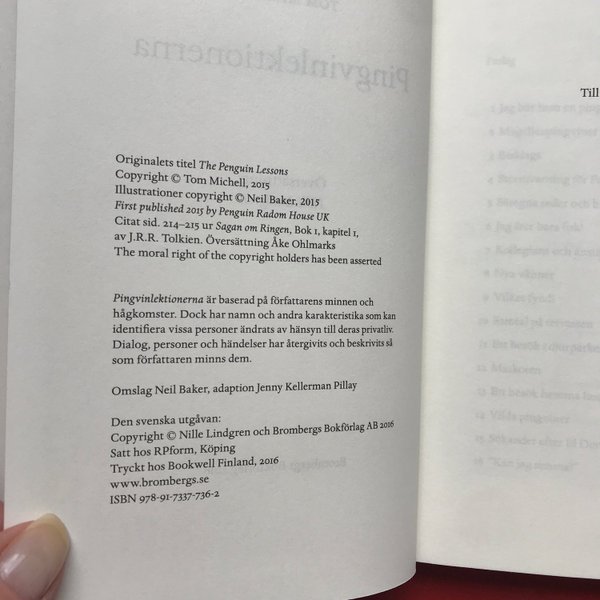 Originalets titel The Penguin Lessons
Copyright © Tom Michell, 2015
Illustrationer copyright © Neil Baker, 2015
First published 2015 by Penguin Radom House UK
Citat sid. 214–215 ur Sagan om Ringen, Bok 1, kapitel 1,
av J.R.R. Tolkien. Översättning Åke Ohlmarks
The moral right of the copyright holders has been asserted
Pingvinlektionerna är baserad på författarens minnen och
hågkomster. Dock har namn och andra karakteristika som kan
identifiera vissa personer ändrats av hänsyn till deras privatliv.
Dialog, personer och händelser har återgivits och beskrivits så
som författaren minns dem.
Omslag Neil Baker, adaption Jenny Kellerman Pillay
Den svenska utgåvan:
Copyright © Nille Lindgren och Brombergs Bokförlag AB 2016
Satt hos RPform, Köping
Tryckt hos Bookwell Finland, 2016
www.brombergs.se
ISBN 978-91-7337-736-2
Till